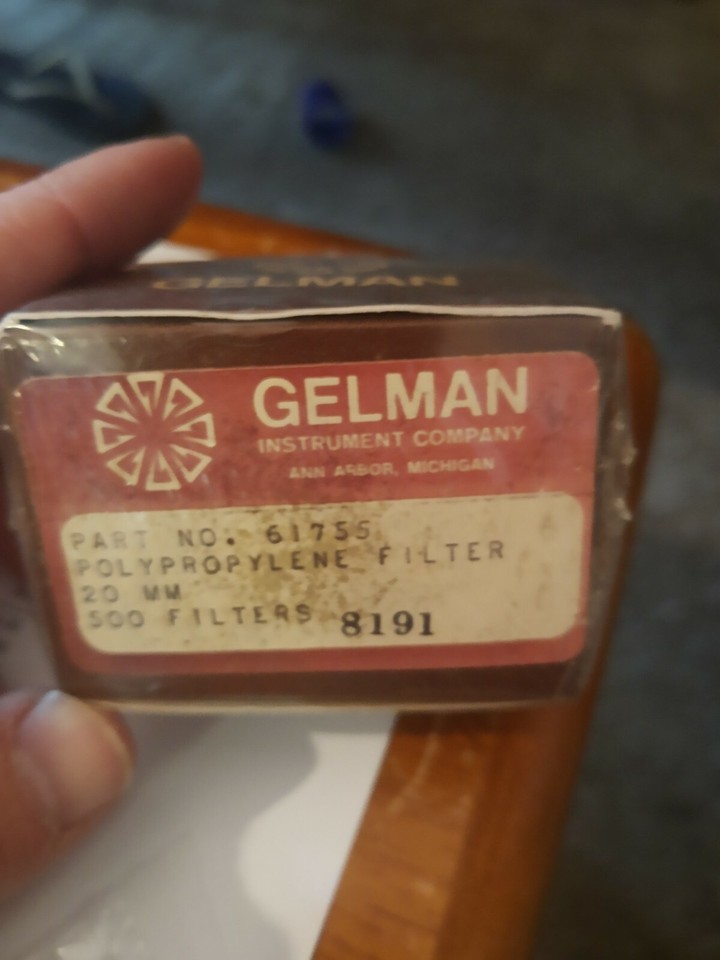 GELMAN
GELMAN
INSTRUMENT COMPANY
ANN ARBOR, MICHIGAN
PART NO. 61755
POLYPROPYLENE FILTER
20 MM
500 FILTERS 8191